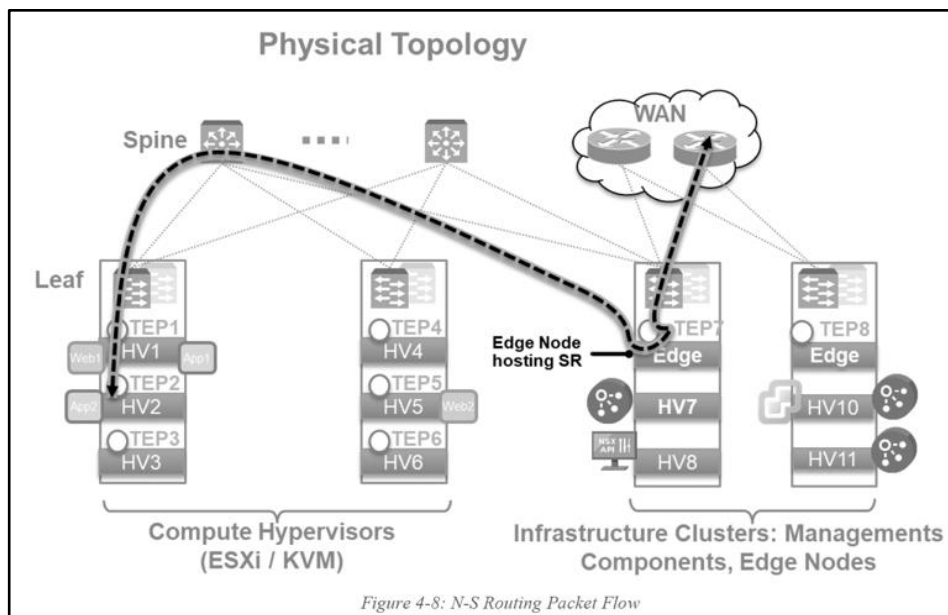 Physical Topology
Spine
WAN
Leaf
TEP1
TEP4
TEP7
TEP8
Web1
HV1
App1
HV4
Edge Node
hosting SR
Edge
Edge
TEP2
TEP5
App2
HV2
HV5
Web2
HV7
HV10
TEP3
TEP6
NSX
API
HV3
HV6
HV8
HV11
Compute Hypervisors
(ESXi / KVM)
Infrastructure Clusters: Managements
Components, Edge Nodes
Figure 4-8: N-S Routing Packet Flow